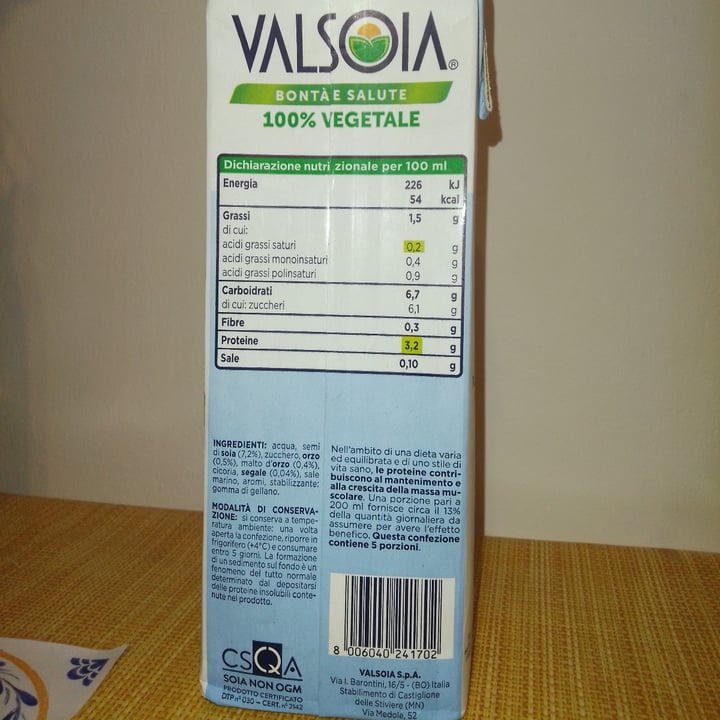 VALSOIA®
BONTÀ E SALUTE
100% VEGETALE
Dichiarazione nutrizionale per 100 ml
Energia 226 kJ
54 kcal
Grassi 1,5 g
di cui:
acidi grassi saturi 0,2 g
acidi grassi monoinsaturi 0,4 g
acidi grassi polinsaturi 0,9 g
Carboidrati 6,7 g
di cui: zuccheri 6,1 g
Fibre 0,3 g
Proteine 3,2 g
Sale 0,10 g
INGREDIENTI: acqua, semi
di soia (7,2%), zucchero, orzo
(0,5%), malto d'orzo (0,4%),
cicoria, segale (0,04%), sale
marino, aromi, stabilizzante:
gomma di gellano.
MODALITÀ DI CONSERVA-
ZIONE: si conserva a tempe-
ratura ambiente; una volta
aperta la confezione, riporre in
frigorifero (+4°C) e consumare
entro 5 giorni. La formazione
di un sedimento sul fondo è un
fenomeno del tutto normale
determinato dal depositarsi
delle proteine insolubili conte-
nute nel prodotto.
Nell'ambito di una dieta varia
ed equilibrata e di uno stile di
vita sano, le proteine contri-
buiscono al mantenimento e
alla crescita della massa mu-
scolare. Una porzione pari a
200 ml fornisce circa il 13%
della quantità giornaliera da
assumere per avere l'effetto
benefico. Questa confezione
contiene 5 porzioni.
8 006040 241702
CSQA
SOIA NON OGM
PRODOTTO CERTIFICATO
DTP n° 030 - CERT. n° 3142
VALSOIA S.p.A.
Via I. Barontini, 16/5 - (BO) Italia
Stabilimento di Castiglione
delle Stiviere (MN)
Via Medole, 52